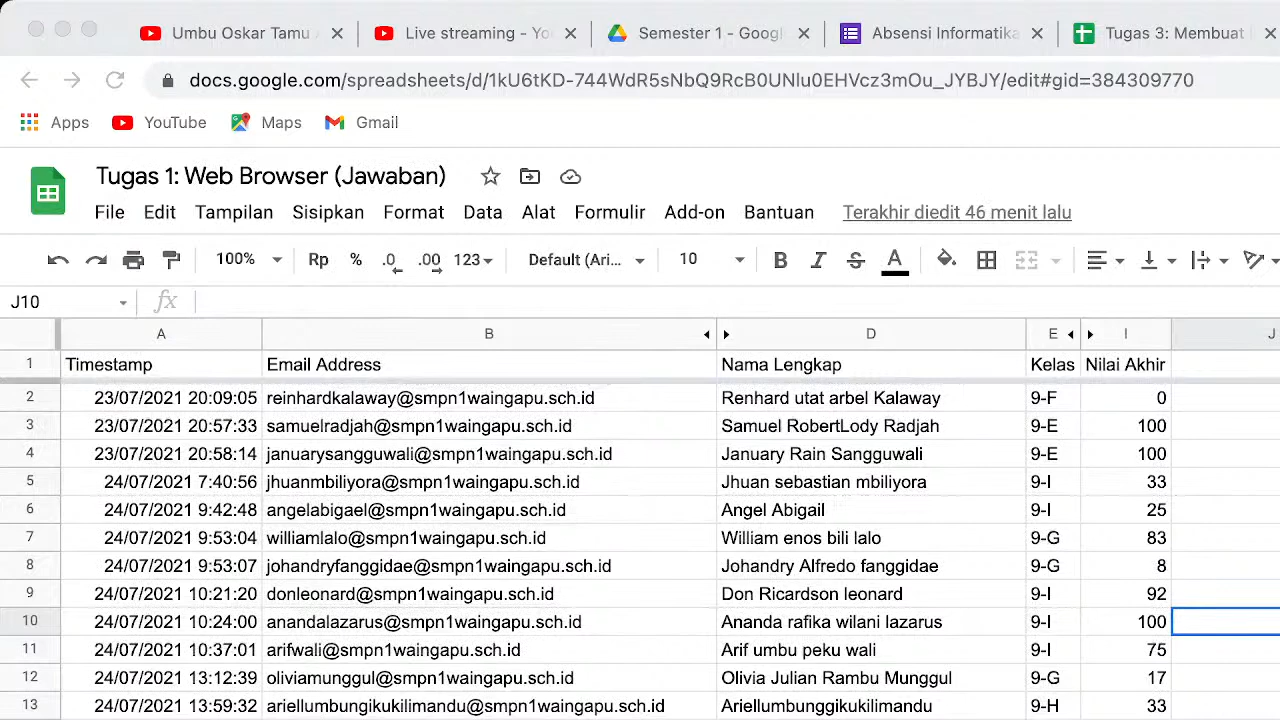 Umbu Oskar Tamu A
Live streaming - Yo
Semester 1 - Googl
Absensi Informatika
Tugas 3: Membuat
docs.google.com/spreadsheets/d/1kU6tKD-744WdR5sNbQ9RcB0UNlu0EHVcz3mOu_JYBJY/edit#gid=384309770
Apps YouTube Maps Gmail
Tugas 1: Web Browser (Jawaban)
File Edit Tampilan Sisipkan Format Data Alat Formulir Add-on Bantuan Terakhir diedit 46 menit lalu
100% Rp % .0 .00 123 Default (Ari... 10 B I S A
J10 fx
A B D E I J
1 Timestamp Email Address Nama Lengkap Kelas Nilai Akhir
2 23/07/2021 20:09:05 reinhardkalaway@smpn1waingapu.sch.id Renhard utat arbel Kalaway 9-F 0
3 23/07/2021 20:57:33 samuelradjah@smpn1waingapu.sch.id Samuel RobertLody Radjah 9-E 100
4 23/07/2021 20:58:14 januarysangguwali@smpn1waingapu.sch.id January Rain Sangguwali 9-E 100
5 24/07/2021 7:40:56 jhuanmbiliyora@smpn1waingapu.sch.id Jhuan sebastian mbiliyora 9-I 33
6 24/07/2021 9:42:48 angelabigael@smpn1waingapu.sch.id Angel Abigail 9-I 25
7 24/07/2021 9:53:04 williamlalo@smpn1waingapu.sch.id William enos bili lalo 9-G 83
8 24/07/2021 9:53:07 johandryfanggidae@smpn1waingapu.sch.id Johandry Alfredo fanggidae 9-G 8
9 24/07/2021 10:21:20 donleonard@smpn1waingapu.sch.id Don Ricardson leonard 9-I 92
10 24/07/2021 10:24:00 anandalazarus@smpn1waingapu.sch.id Ananda rafika wilani lazarus 9-I 100
11 24/07/2021 10:37:01 arifwali@smpn1waingapu.sch.id Arif umbu peku wali 9-I 75
12 24/07/2021 13:12:39 oliviamunggul@smpn1waingapu.sch.id Olivia Julian Rambu Munggul 9-G 17
13 24/07/2021 13:59:32 ariellumbungikukilimandu@smpn1waingapu.sch.id Ariellumbunggikukilimandu 9-H 33